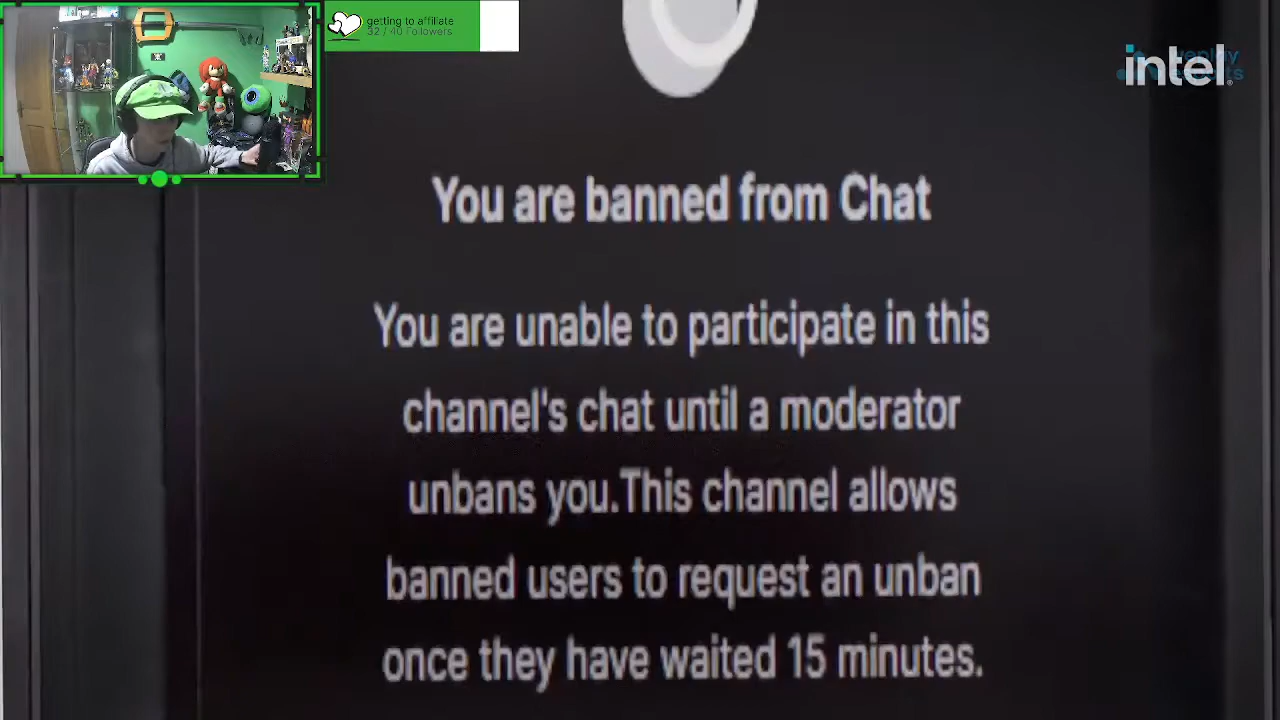 getting to affiliate
32 / 40 Followers
intel
You are banned from Chat
You are unable to participate in this
channel's chat until a moderator
unbans you.This channel allows
banned users to request an unban
once they have waited 15 minutes.